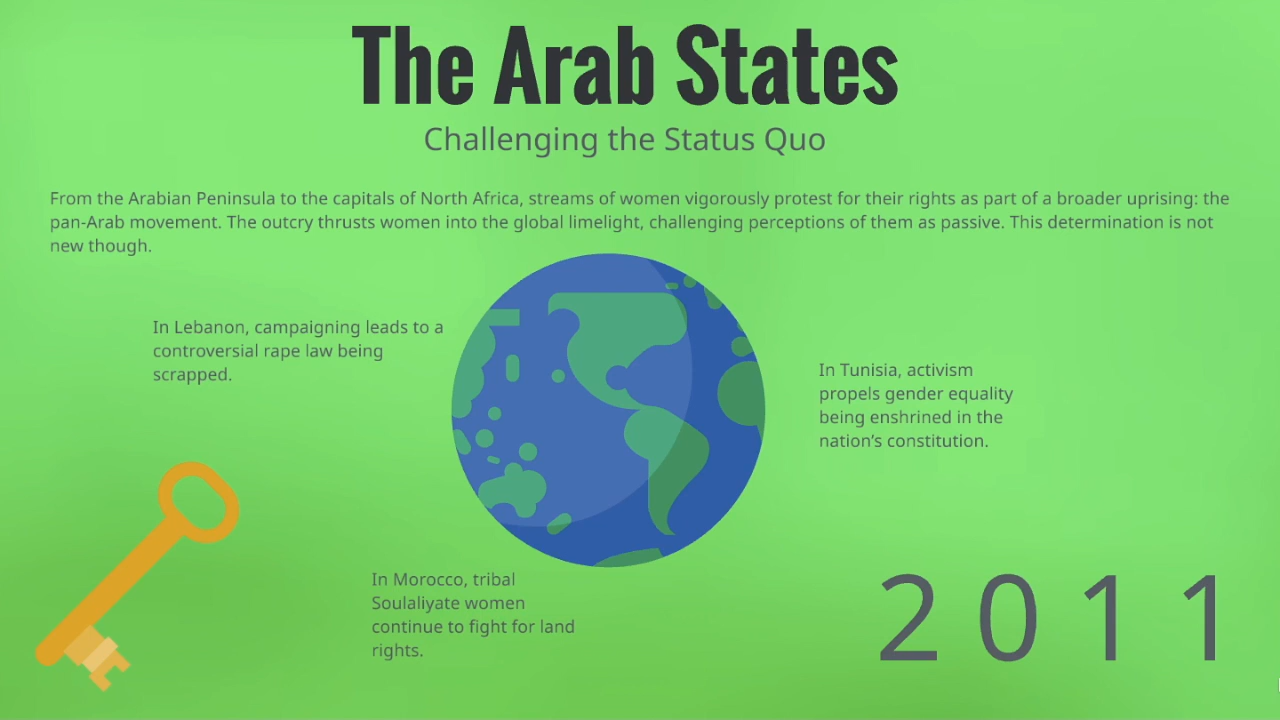 The Arab States
Challenging the Status Quo
From the Arabian Peninsula to the capitals of North Africa, streams of women vigorously protest for their rights as part of a broader uprising: the
pan-Arab movement. The outcry thrusts women into the global limelight, challenging perceptions of them as passive. This determination is not
new though.
In Lebanon, campaigning leads to a
controversial rape law being
scrapped.
In Tunisia, activism
propels gender equality
being enshrined in the
nation’s constitution.
In Morocco, tribal
Soulaliyate women
continue to fight for land
rights.
2011